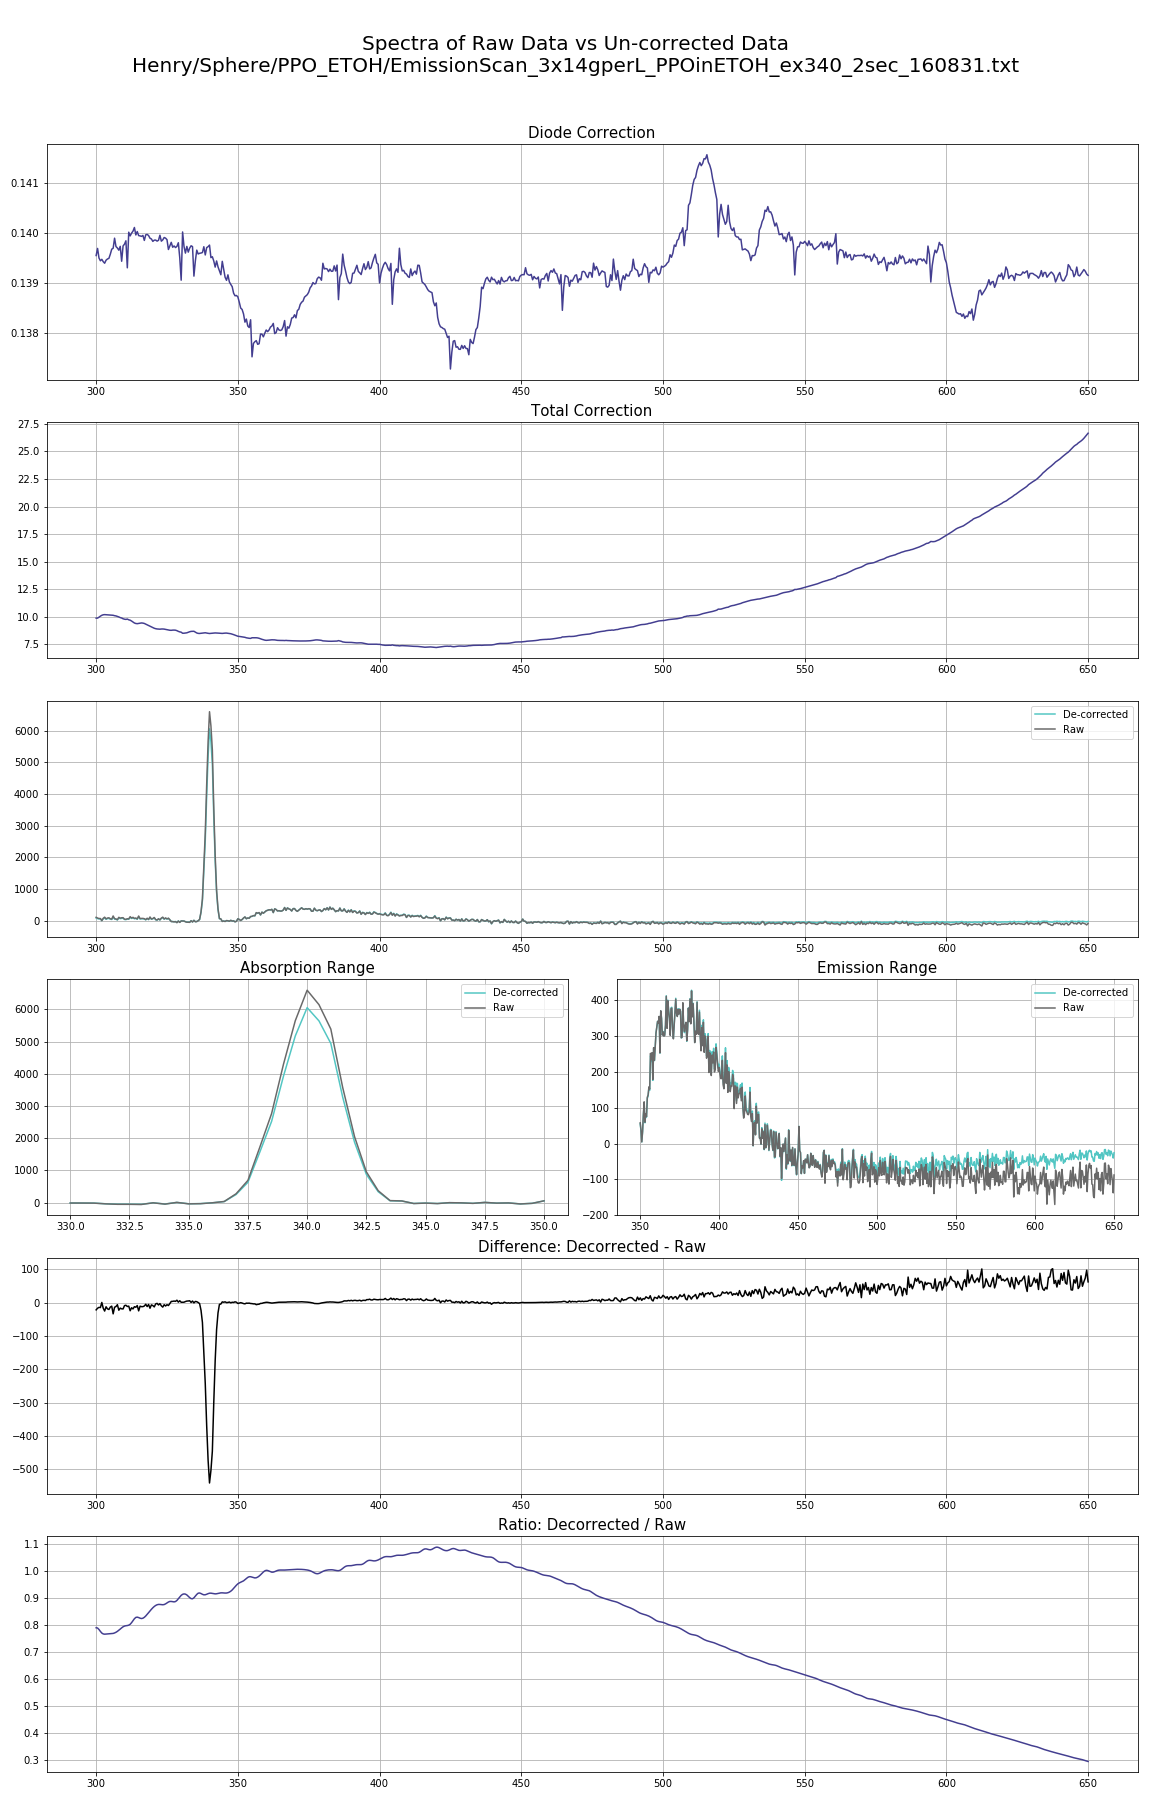 Spectra of Raw Data vs Un-corrected Data
Henry/Sphere/PPO_ETOH/EmissionScan_3x14gperL_PPOinETOH_ex340_2sec_160831.txt
Diode Correction
0.141
0.140
0.139
0.138
300 350 400 450 500 550 600 650
Total Correction
27.5
25.0
22.5
20.0
17.5
15.0
12.5
10.0
7.5
300 350 400 450 500 550 600 650
De-corrected
Raw
6000
5000
4000
3000
2000
1000
0
300 350 400 450 500 550 600 650
Absorption Range
De-corrected
Raw
6000
5000
4000
3000
2000
1000
0
330.0 332.5 335.0 337.5 340.0 342.5 345.0 347.5 350.0
Emission Range
De-corrected
Raw
400
300
200
100
0
−100
−200
350 400 450 500 550 600 650
Difference: Decorrected - Raw
100
0
−100
−200
−300
−400
−500
300 350 400 450 500 550 600 650
Ratio: Decorrected / Raw
1.1
1.0
0.9
0.8
0.7
0.6
0.5
0.4
0.3
300 350 400 450 500 550 600 650